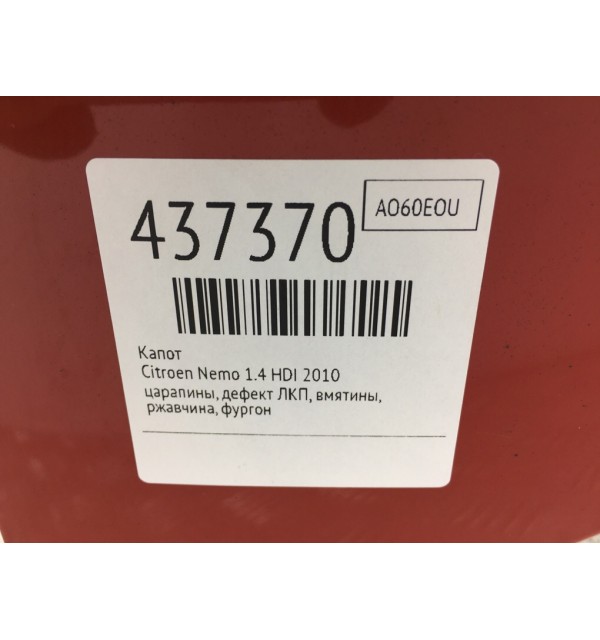 437370
AO60EOU
Капот
Citroen Nemo 1.4 HDI 2010
царапины, дефект ЛКП, вмятины,
ржавчина, фургон